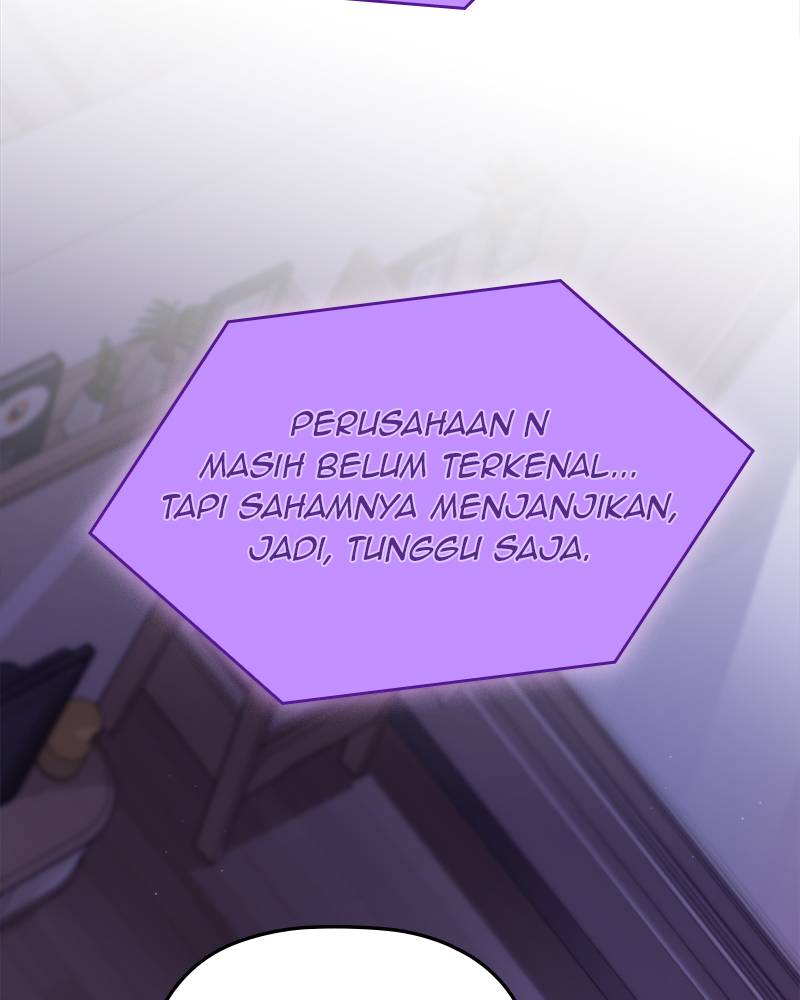 PERUSAHAAN N
MASIH BELUM TERKENAL...
TAPI SAHAMNYA MENJANJIKAN,
JADI, TUNGGU SAJA.